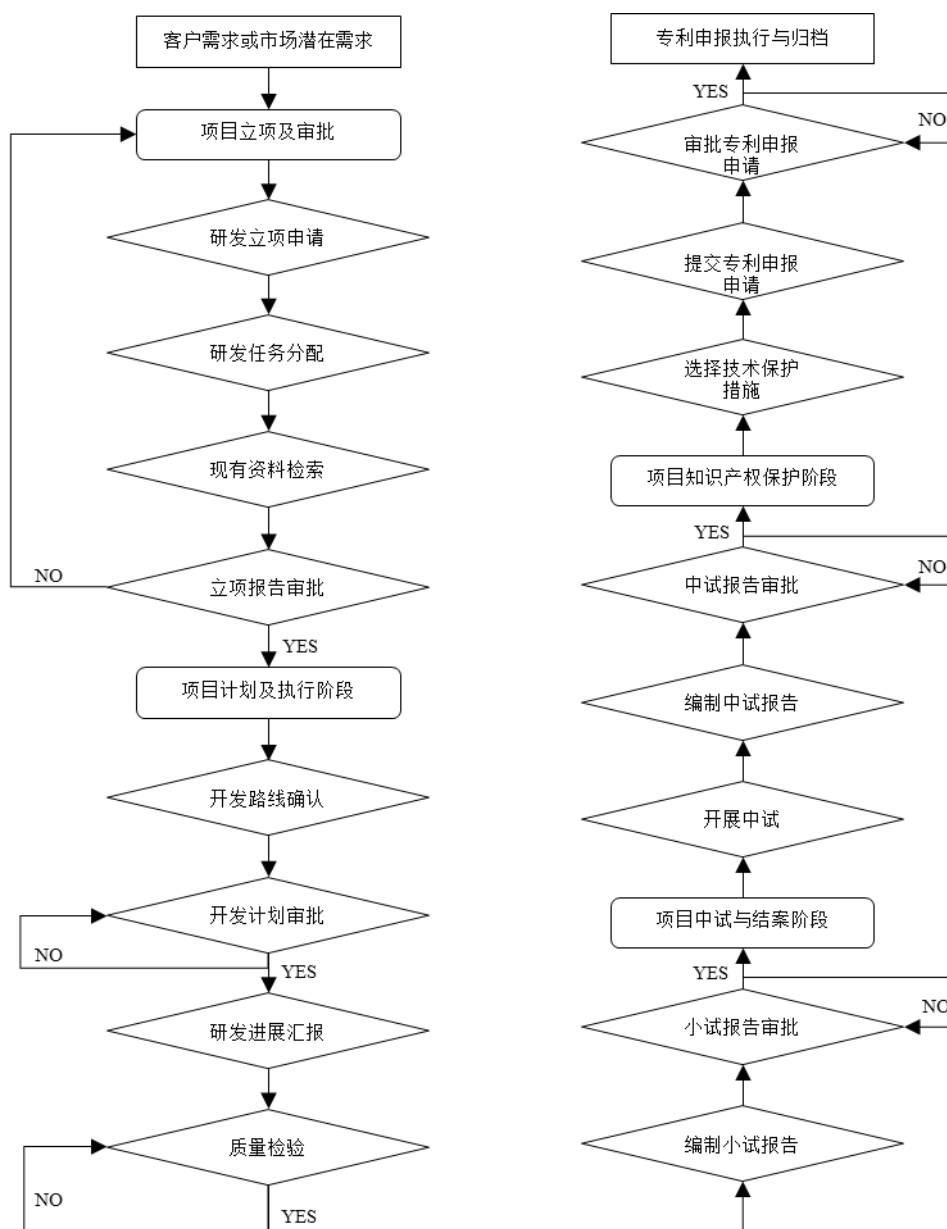 客户需求或市场潜在需求
项目立项及审批
研发立项申请
研发任务分配
现有资料检索
立项报告审批
NO
YES
项目计划及执行阶段
开发路线确认
开发计划审批
NO
YES
研发进展汇报
质量检验
NO
YES
专利申报执行与归档
YES
NO
审批专利申报
申请
提交专利申报
申请
选择技术保护
措施
项目知识产权保护阶段
YES
NO
中试报告审批
编制中试报告
开展中试
项目中试与结案阶段
YES
NO
小试报告审批
编制小试报告